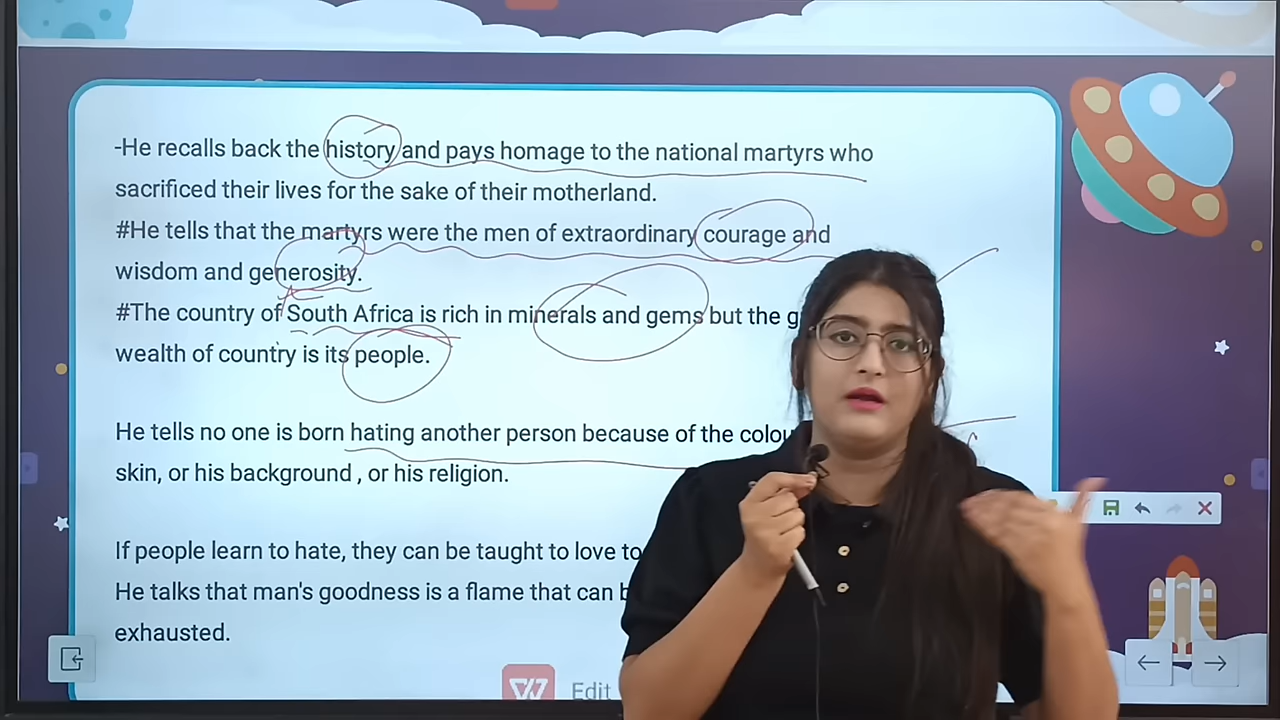 -He recalls back the history and pays homage to the national martyrs who
sacrificed their lives for the sake of their motherland.
#He tells that the martyrs were the men of extraordinary courage and
wisdom and generosity.
#The country of South Africa is rich in minerals and gems but the
wealth of country is its people.
He tells no one is born hating another person because of the
skin, or his background , or his religion.
If people learn to hate, they can be taught to love
He talks that man's goodness is a flame that can
exhausted.
Edit